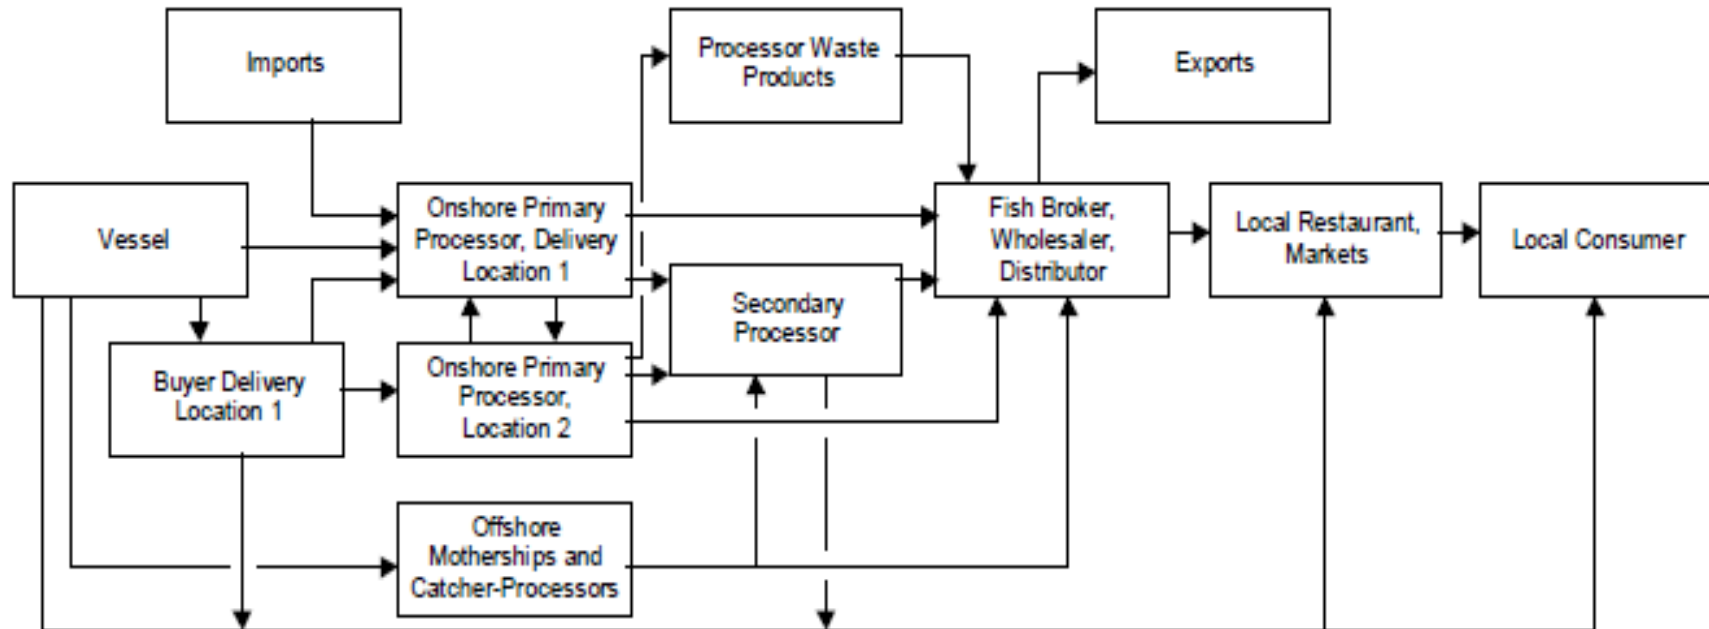 Imports
Processor Waste
Products
Exports
Vessel
Onshore Primary
Processor, Delivery
Location 1
Fish Broker,
Wholesaler,
Distributor
Local Restaurant,
Markets
Local Consumer
Secondary
Processor
Buyer Delivery
Location 1
Onshore Primary
Processor,
Location 2
Offshore
Motherships and
Catcher-Processors